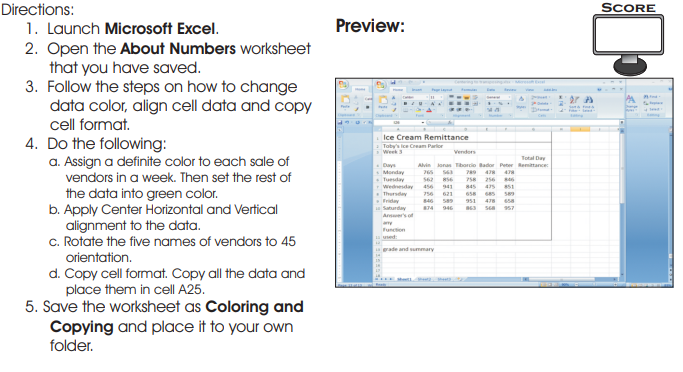 Directions:
1. Launch Microsoft Excel.
2. Open the About Numbers worksheet
that you have saved.
3. Follow the steps on how to change
data color, align cell data and copy
cell format.
4. Do the following:
a. Assign a definite color to each sale of
vendors in a week. Then set the rest of
the data into green color.
b. Apply Center Horizontal and Vertical
alignment to the data.
c. Rotate the five names of vendors to 45
orientation.
d. Copy cell format. Copy all the data and
place them in cell A25.
5. Save the worksheet as Coloring and
Copying and place it to your own
folder.
Preview:
SCORE
Ice Cream Remittance
Toby's Ice Cream Parlor
Week 3 Vendors
Total Day
Days Alvin Jonas Tiborcio Bador Peter Remittance:
Monday 765 563 789 478 478
Tuesday 562 856 758 256 846
Wednesday 456 941 845 475 851
Thursday 756 621 658 685 589
Friday 846 589 951 478 658
Saturday 874 946 863 568 957
Answer's of
any
Function
used:
grade and summary